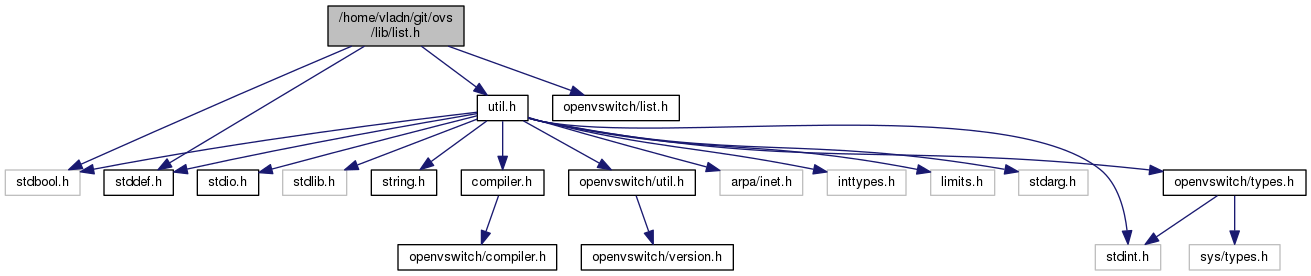 /home/vladn/git/ovs
/lib/list.h
util.h
openvswitch/list.h
stdbool.h
stddef.h
stdio.h
stdlib.h
string.h
compiler.h
openvswitch/util.h
arpa/inet.h
inttypes.h
limits.h
stdarg.h
openvswitch/types.h
openvswitch/compiler.h
openvswitch/version.h
stdint.h
sys/types.h